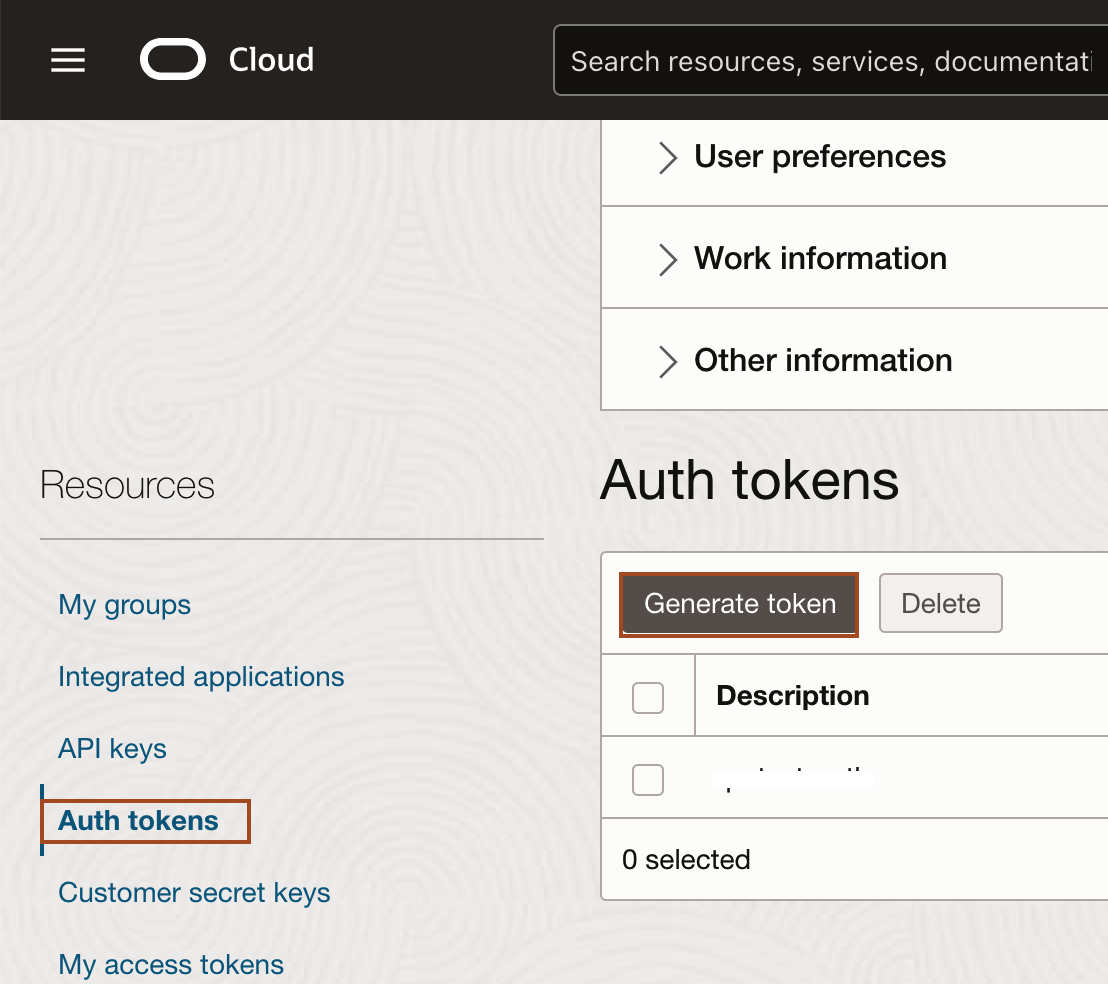 Cloud
Search resources, services, documentati
User preferences
Work information
Other information
Resources
My groups
Integrated applications
API keys
Auth tokens
Customer secret keys
My access tokens
Auth tokens
Generate token
Delete
Description
0 selected